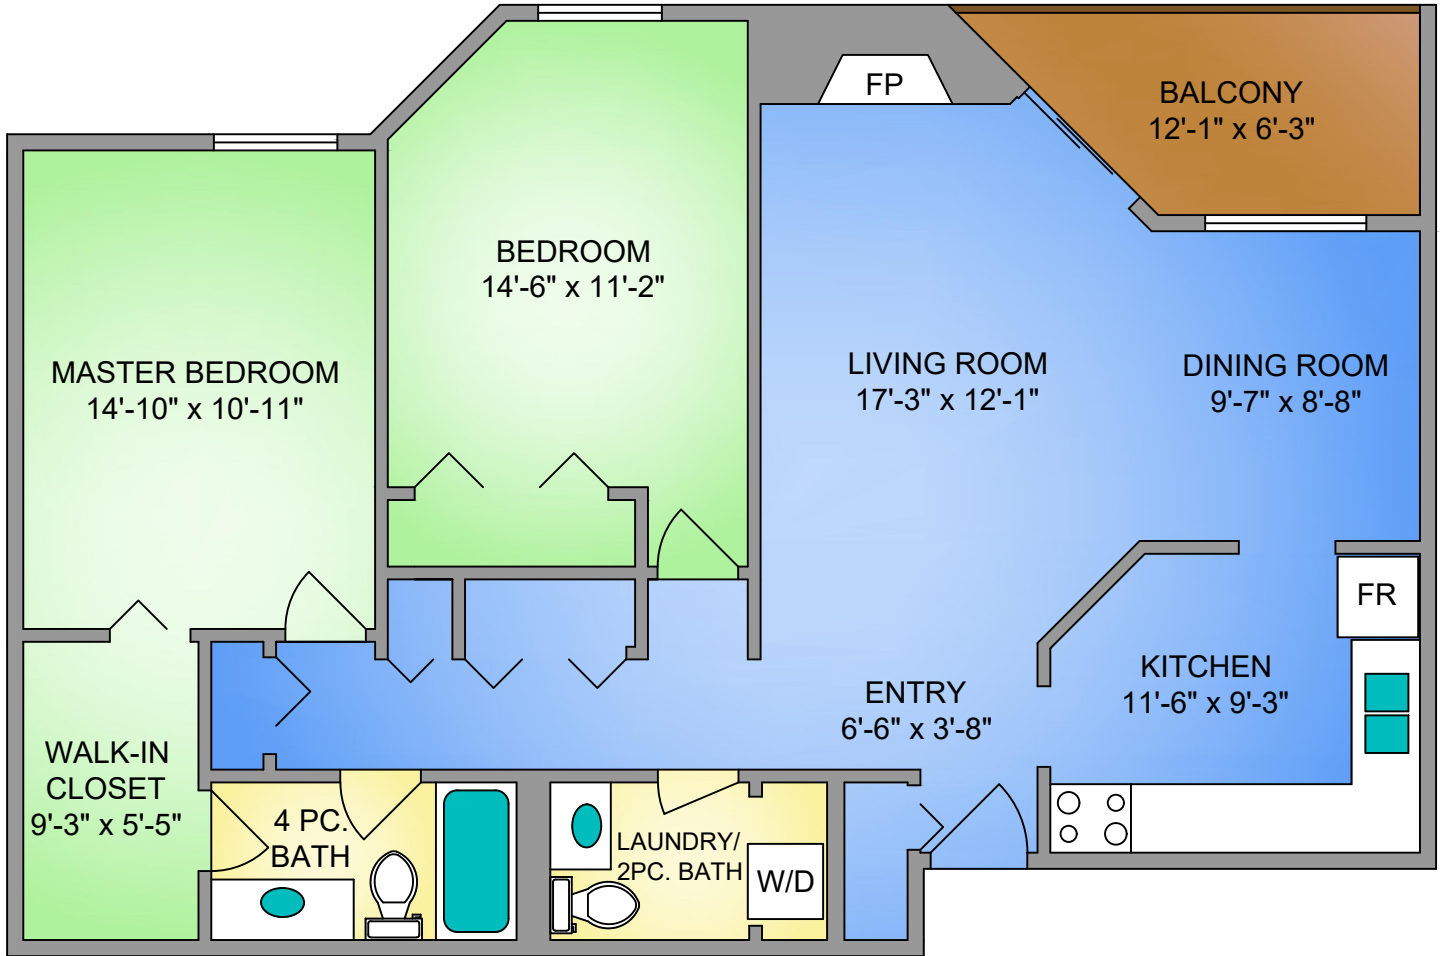 FP
BALCONY
12'-1" x 6'-3"
BEDROOM
14'-6" x 11'-2"
MASTER BEDROOM
14'-10" x 10'-11"
LIVING ROOM
17'-3" x 12'-1"
DINING ROOM
9'-7" x 8'-8"
FR
KITCHEN
11'-6" x 9'-3"
ENTRY
6'-6" x 3'-8"
WALK-IN
CLOSET
9'-3" x 5'-5"
4 PC.
BATH
LAUNDRY/
2PC. BATH
W/D